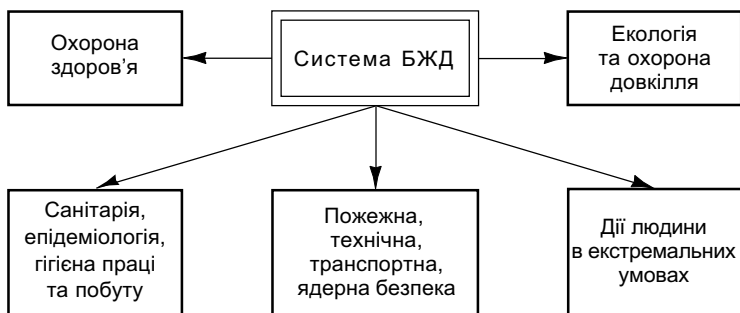 Охорона
здоров’я
Система БЖД
Екологія
та охорона
довкілля
Санітарія,
епідеміологія,
гігієна праці
та побуту
Пожежна,
технічна,
транспортна,
ядерна безпека
Дії людини
в екстремальних
умовах